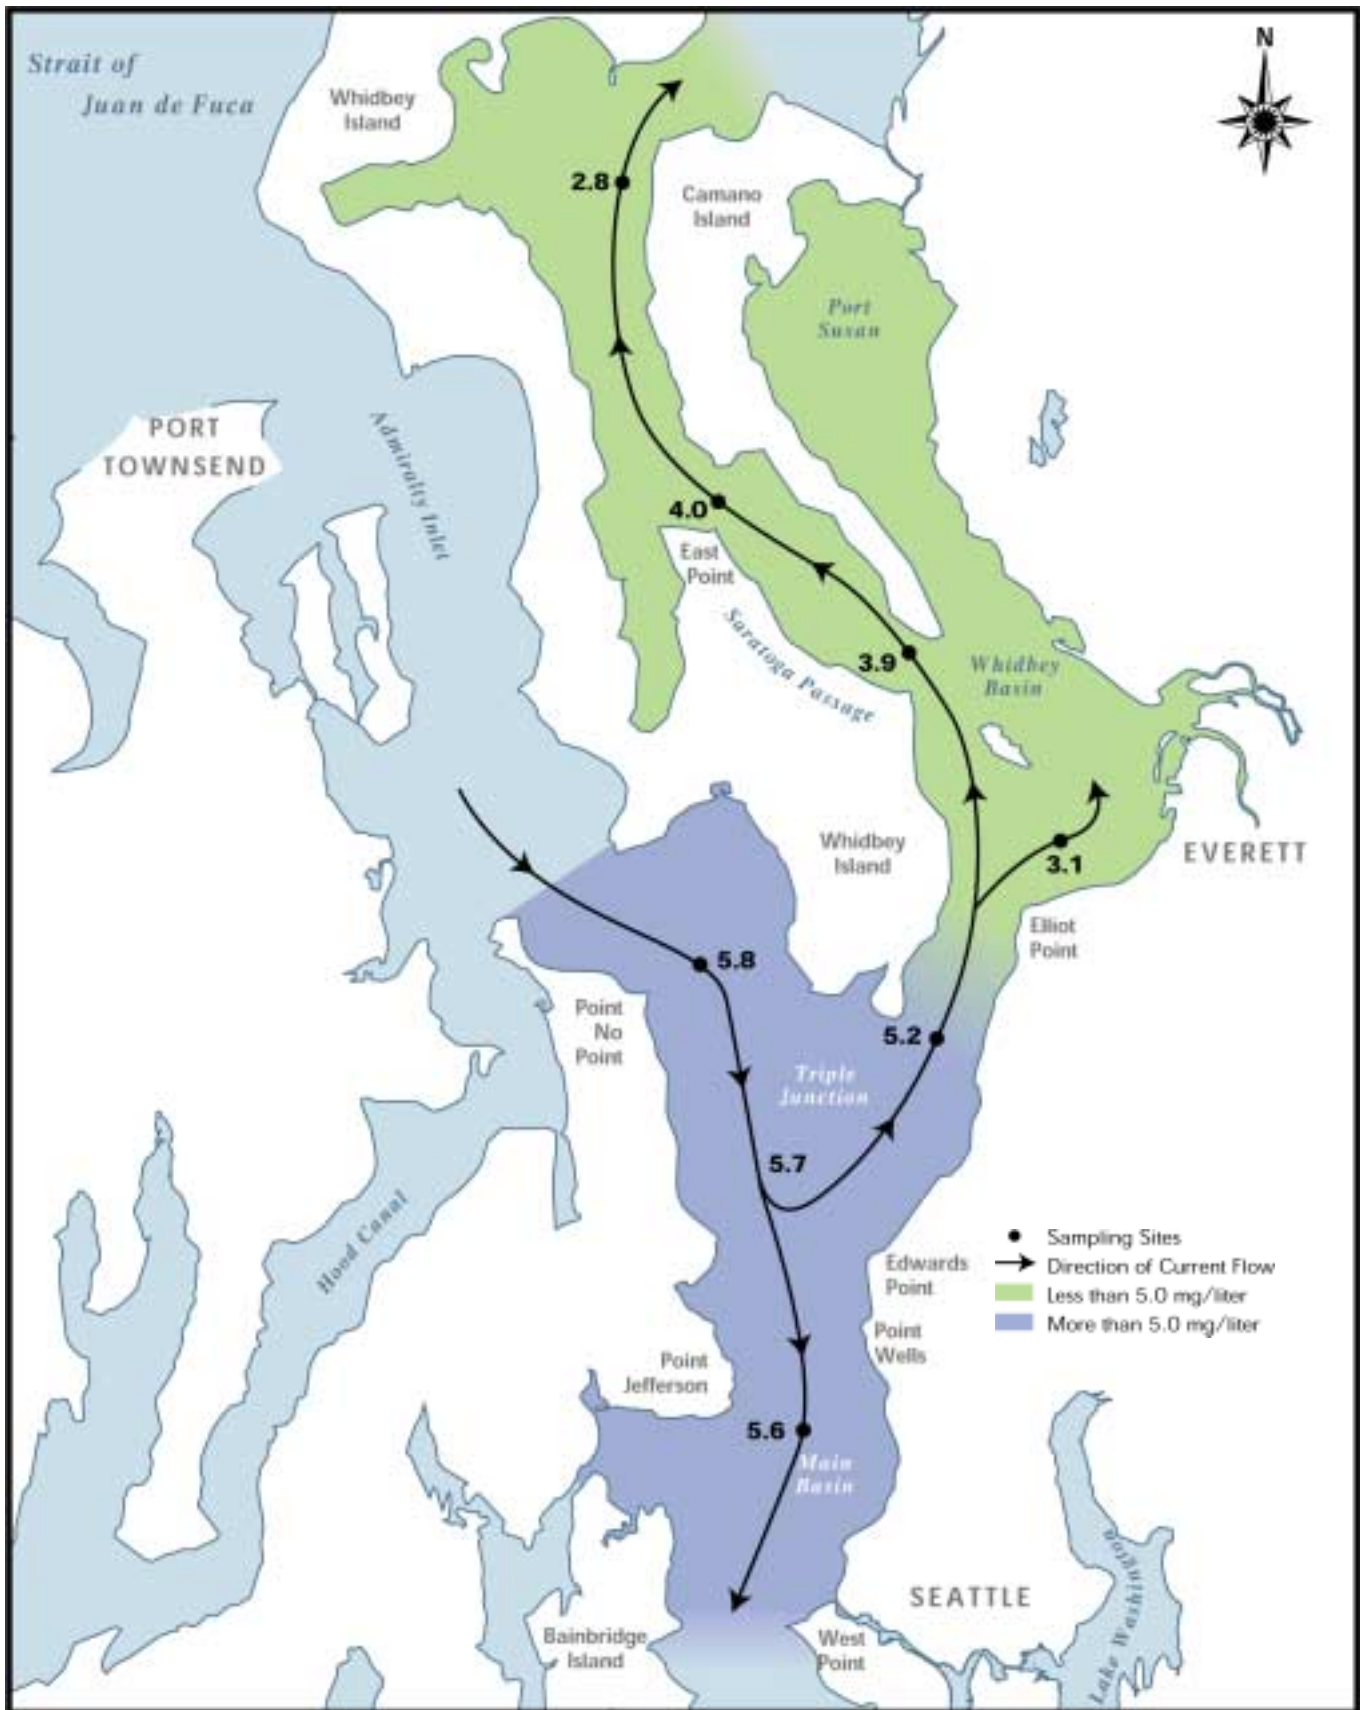 Strait of
Juan de Fuca
N
Whidbey
Island
2.8
Camano
Island
Port
Susan
PORT
TOWNSEND
Admiralty Inlet
4.0
East
Point
Saratoga Passage
3.9
Whidbey
Basin
Whidbey
Island
3.1
EVERETT
Elliot
Point
5.8
Point
No
Point
5.2
Triple
Junction
5.7
Hood Canal
Edwards
Point
Sampling Sites
Direction of Current Flow
Less than 5.0 mg/liter
More than 5.0 mg/liter
Point
Wells
Point
Jefferson
5.6
Main
Basin
Lake Washington
SEATTLE
Bainbridge
Island
West
Point